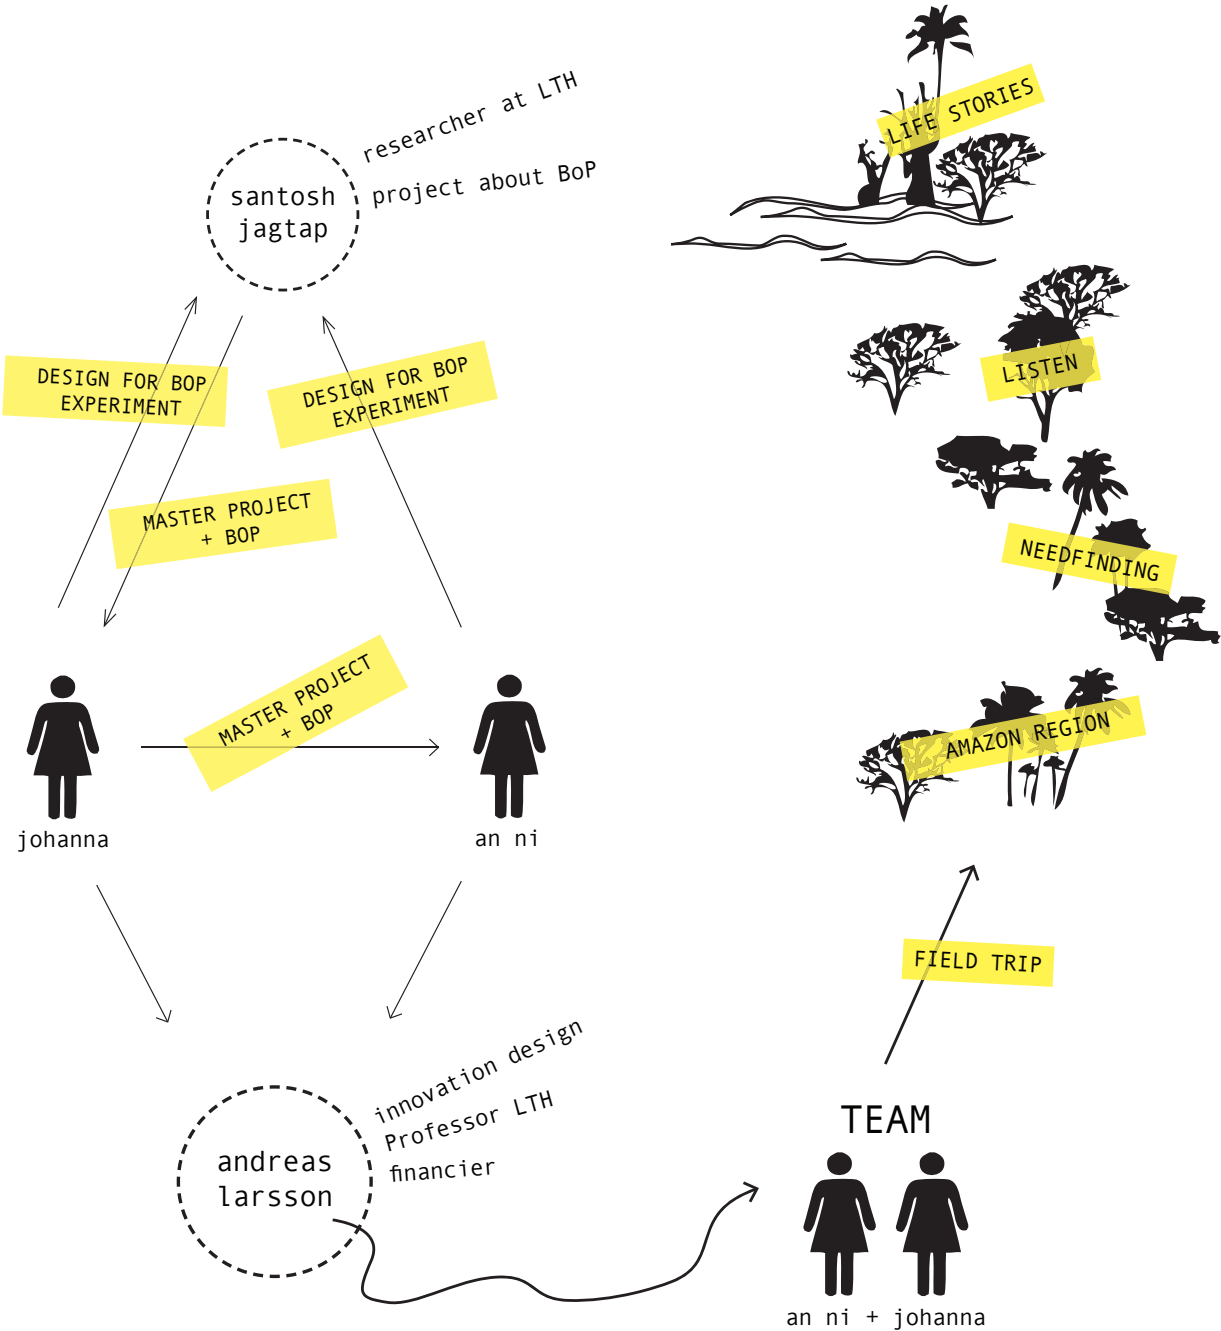 researcher at LTH
project about BoP
santosh
jagtap
DESIGN FOR BOP
EXPERIMENT
DESIGN FOR BOP
EXPERIMENT
MASTER PROJECT
+ BOP
MASTER PROJECT
+ BOP
johanna
an ni
innovation design
Professor LTH
financier
andreas
larsson
LIFE STORIES
LISTEN
NEEDFINDING
AMAZON REGION
FIELD TRIP
TEAM
an ni + johanna